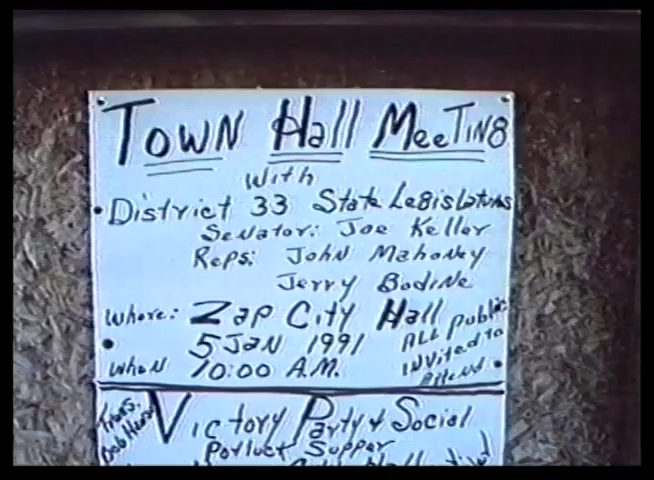 Town Hall Meeting
with
• District 33 State Legislators
Senator: Joe Keller
Reps: John Mahoney
Jerry Bodine
Where: Zap City Hall
• 5 JAN 1991
When 10:00 A.M.
ALL Public
Invited to
Attend •
Victory Party & Social
Potluck Supper